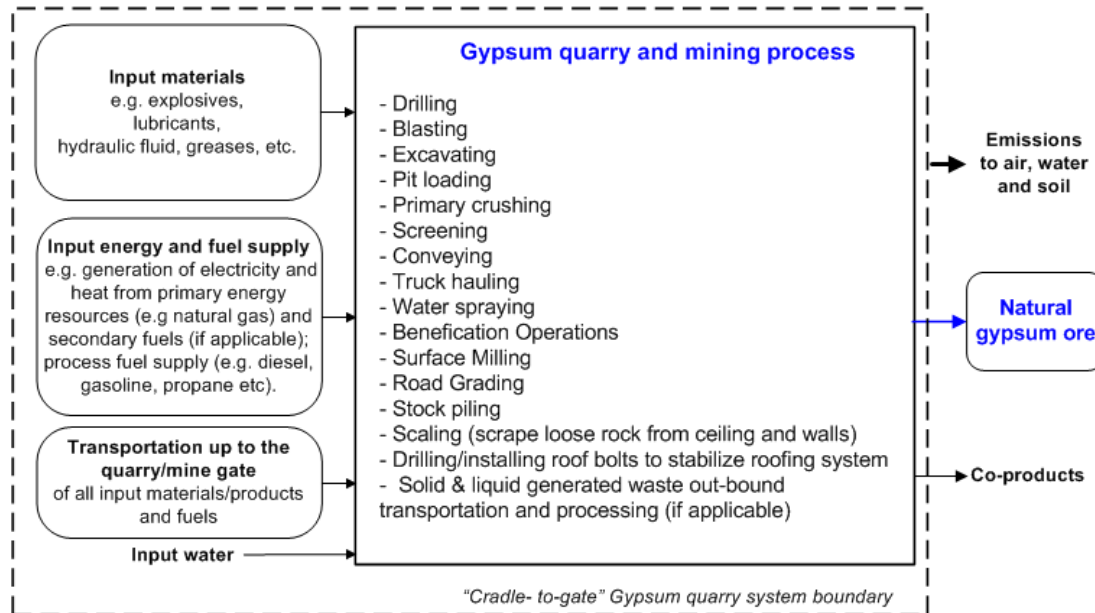 Input materials
e.g. explosives,
lubricants,
hydraulic fluid, greases, etc.
Input energy and fuel supply
e.g. generation of electricity and
heat from primary energy
resources (e.g natural gas) and
secondary fuels (if applicable);
process fuel supply (e.g. diesel,
gasoline, propane etc).
Transportation up to the
quarry/mine gate
of all input materials/products
and fuels
Input water
Gypsum quarry and mining process
- Drilling
- Blasting
- Excavating
- Pit loading
- Primary crushing
- Screening
- Conveying
- Truck hauling
- Water spraying
- Benefication Operations
- Surface Milling
- Road Grading
- Stock piling
- Scaling (scrape loose rock from ceiling and walls)
- Drilling/installing roof bolts to stabilize roofing system
- Solid & liquid generated waste out-bound
transportation and processing (if applicable)
"Cradle- to-gate" Gypsum quarry system boundary
Emissions
to air, water
and soil
Natural
gypsum ore
Co-products